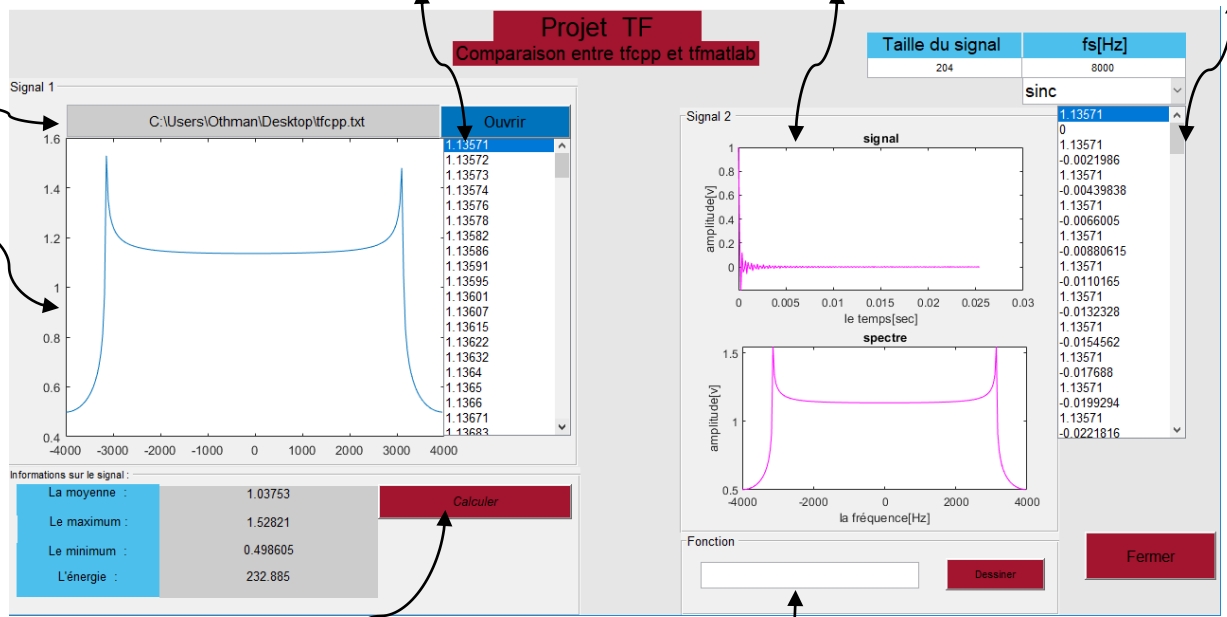 Projet TF
Comparaison entre tfcpp et tfmatlab
Taille du signal fs[Hz]
204 8000
sinc
Signal 1
C:\Users\Othman\Desktop\tfcpp.txt Ouvrir
1.6
1.4
1.2
1
0.8
0.6
0.4
-4000 -3000 -2000 -1000 0 1000 2000 3000 4000
1.13571
1.13572
1.13573
1.13574
1.13576
1.13578
1.13582
1.13586
1.13591
1.13595
1.13601
1.13607
1.13615
1.13622
1.13632
1.1364
1.1365
1.1366
1.13671
1.13683
Signal 2
signal
amplitude[v]
1
0.8
0.6
0.4
0.2
0
0 0.005 0.01 0.015 0.02 0.025 0.03
le temps[sec]
spectre
amplitude[v]
1.5
1
0.5
-4000 -2000 0 2000 4000
la fréquence[Hz]
1.13571
0
1.13571
-0.0021986
1.13571
-0.00439838
1.13571
-0.0066005
1.13571
-0.00880615
1.13571
-0.0110165
1.13571
-0.0132328
1.13571
-0.0154562
1.13571
-0.017688
1.13571
-0.0199294
1.13571
-0.0221816
Informations sur le signal :
La moyenne : 1.03753
Le maximum : 1.52821
Le minimum : 0.498605
L'énergie : 232.885
Calculer
Fonction
Dessiner
Fermer